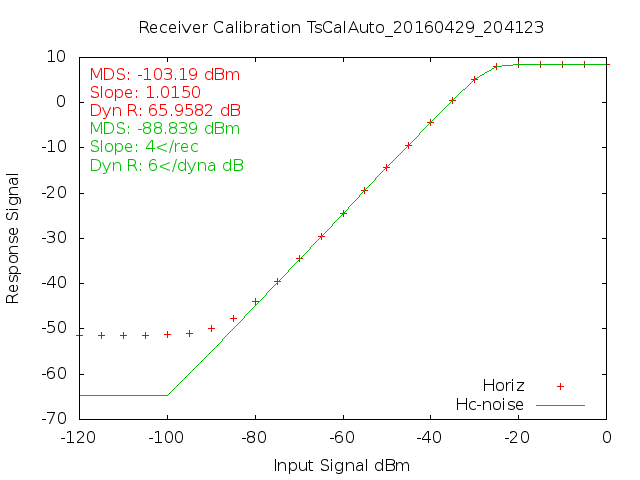 Receiver Calibration TsCalAuto_20160429_204123
10
0
-10
-20
-30
-40
-50
-60
-70
Response Signal
MDS: -103.19 dBm
Slope: 1.0150
Dyn R: 65.9582 dB
MDS: -88.839 dBm
Slope: 4</rec
Dyn R: 6</dyna dB
Horiz
Hc-noise
-120 -100 -80 -60 -40 -20 0
Input Signal dBm